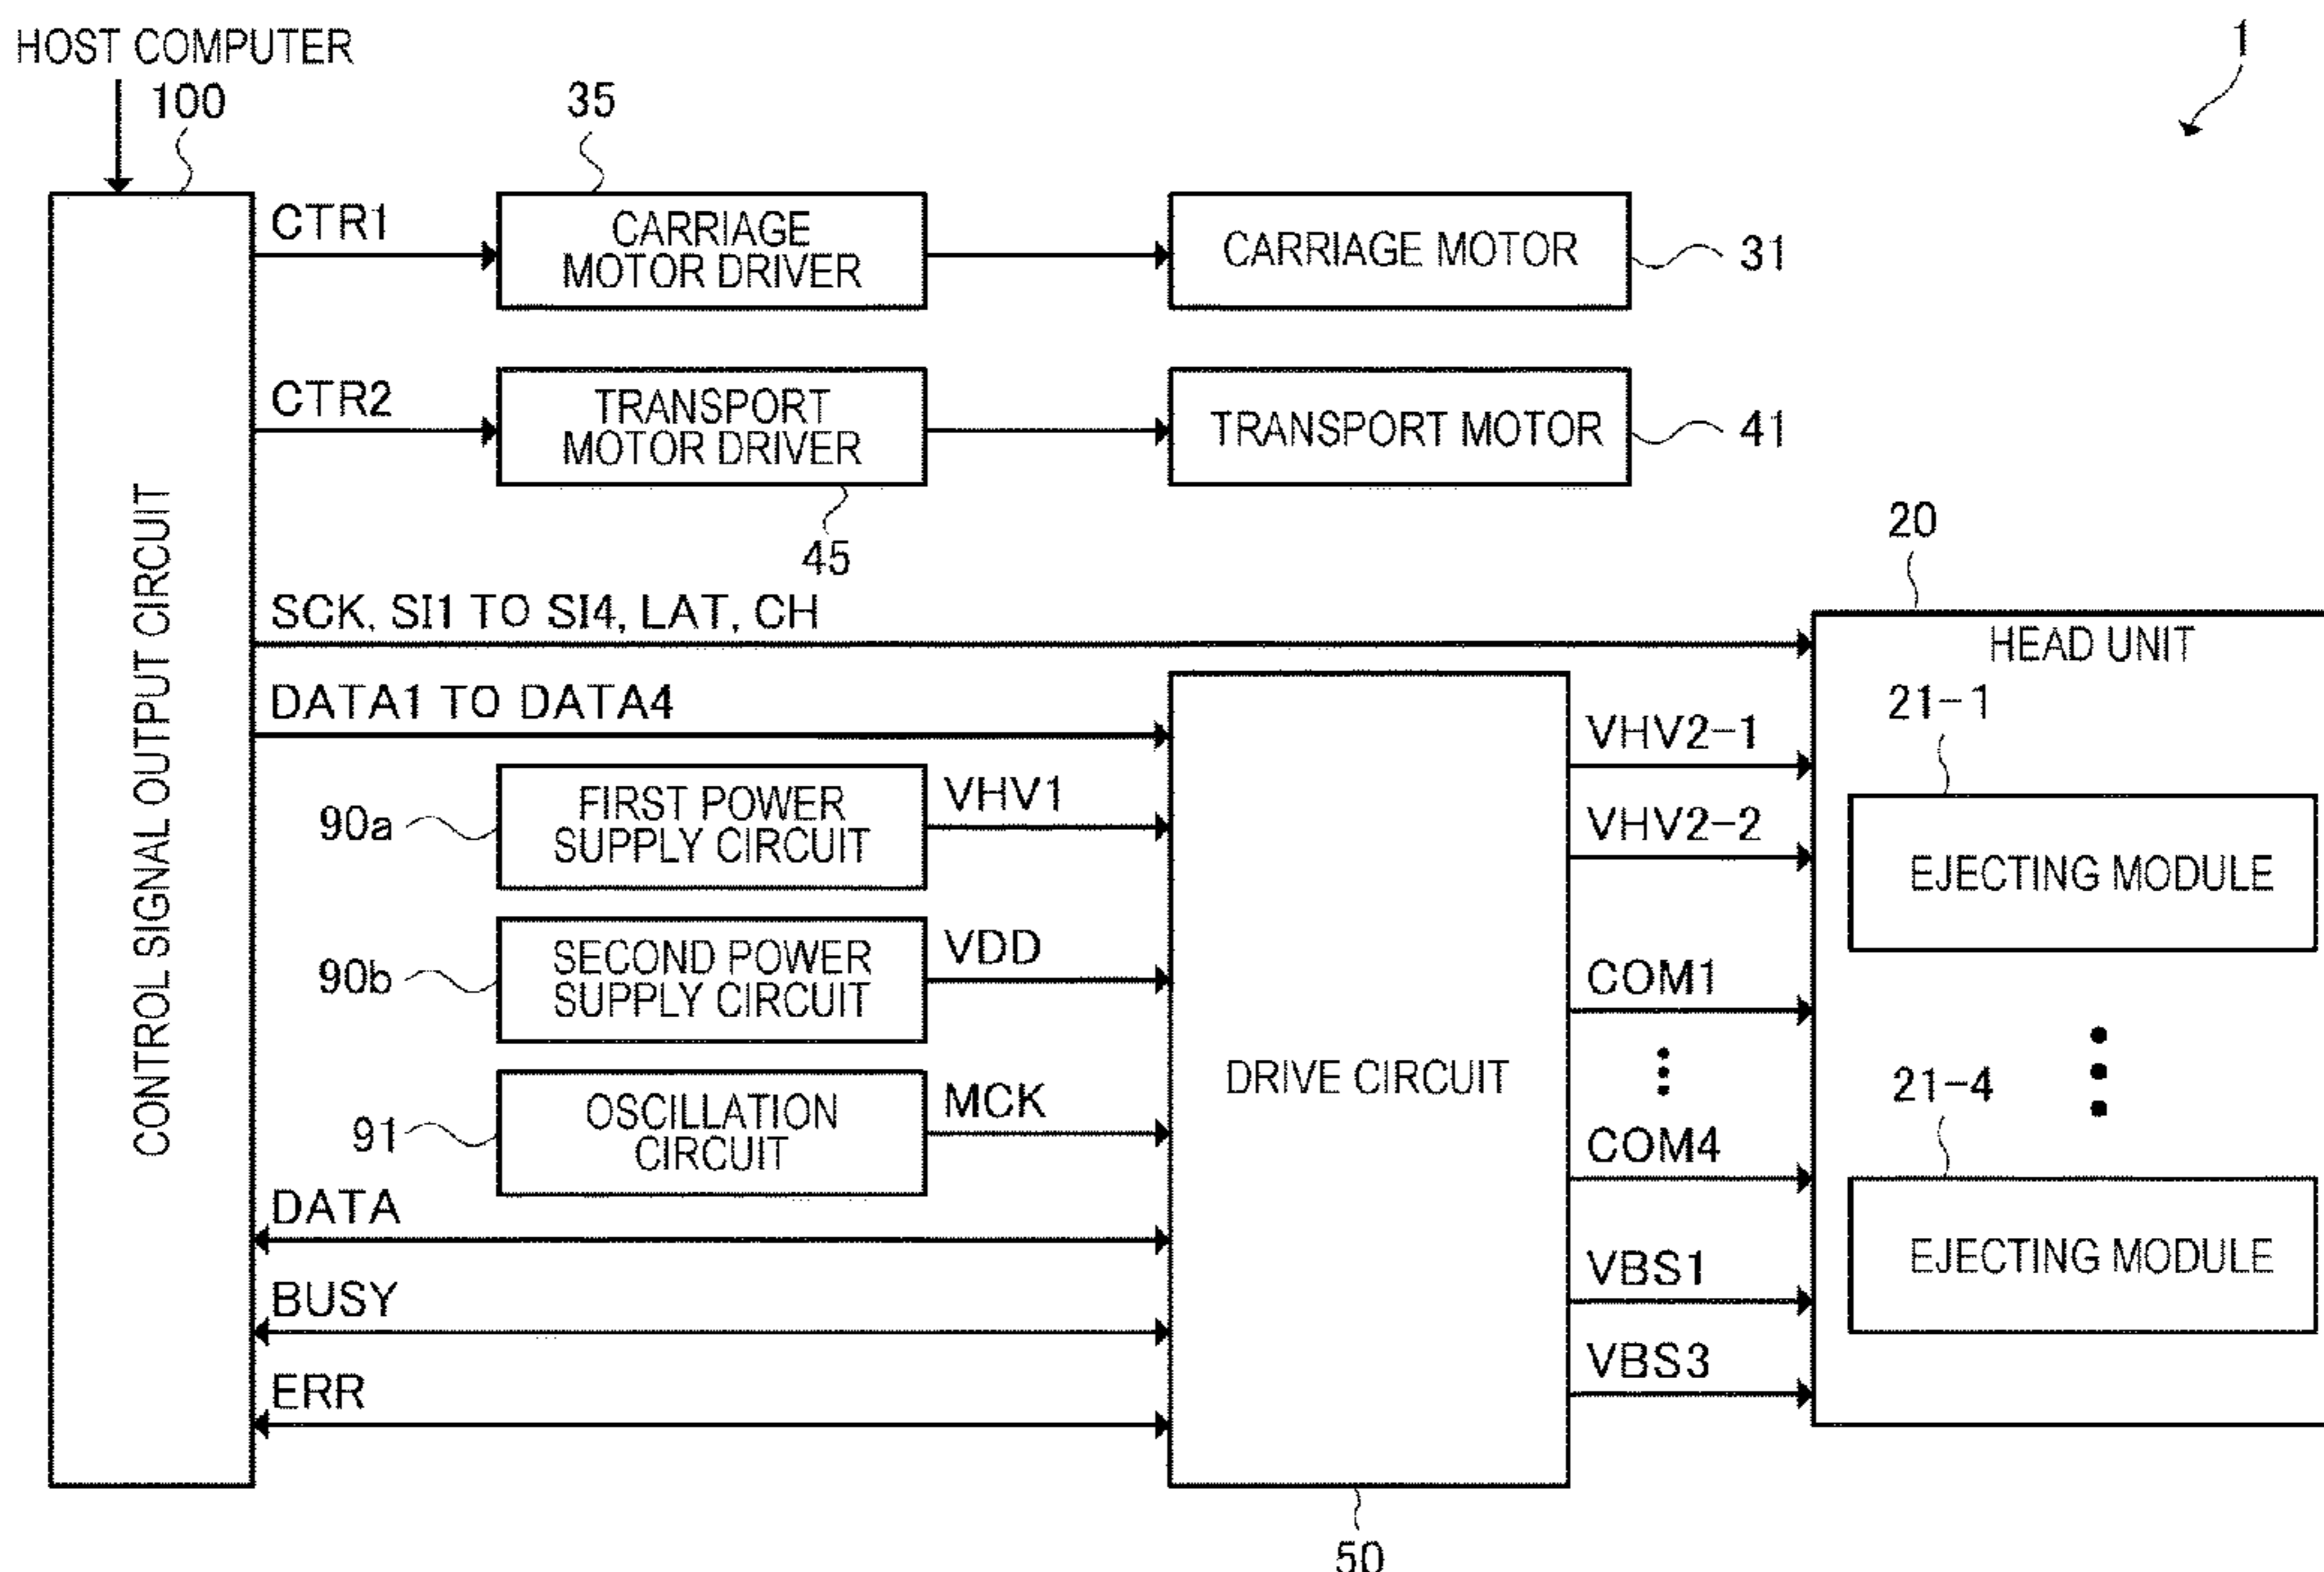 HOST COMPUTER
1
100
35
CTR1
CARRIAGE
MOTOR DRIVER
CARRIAGE MOTOR
31
CTR2
TRANSPORT
MOTOR DRIVER
TRANSPORT MOTOR
41
45
20
CONTROL SIGNAL OUTPUT CIRCUIT
SCK, SI1 TO SI4, LAT, CH
HEAD UNIT
DATA1 TO DATA4
VHV2-1
21-1
90a
FIRST POWER
SUPPLY CIRCUIT
VHV1
VHV2-2
EJECTING MODULE
90b
SECOND POWER
SUPPLY CIRCUIT
VDD
COM1
DRIVE CIRCUIT
91
OSCILLATION
CIRCUIT
MCK
COM4
21-4
DATA
EJECTING MODULE
VBS1
BUSY
VBS3
ERR
50